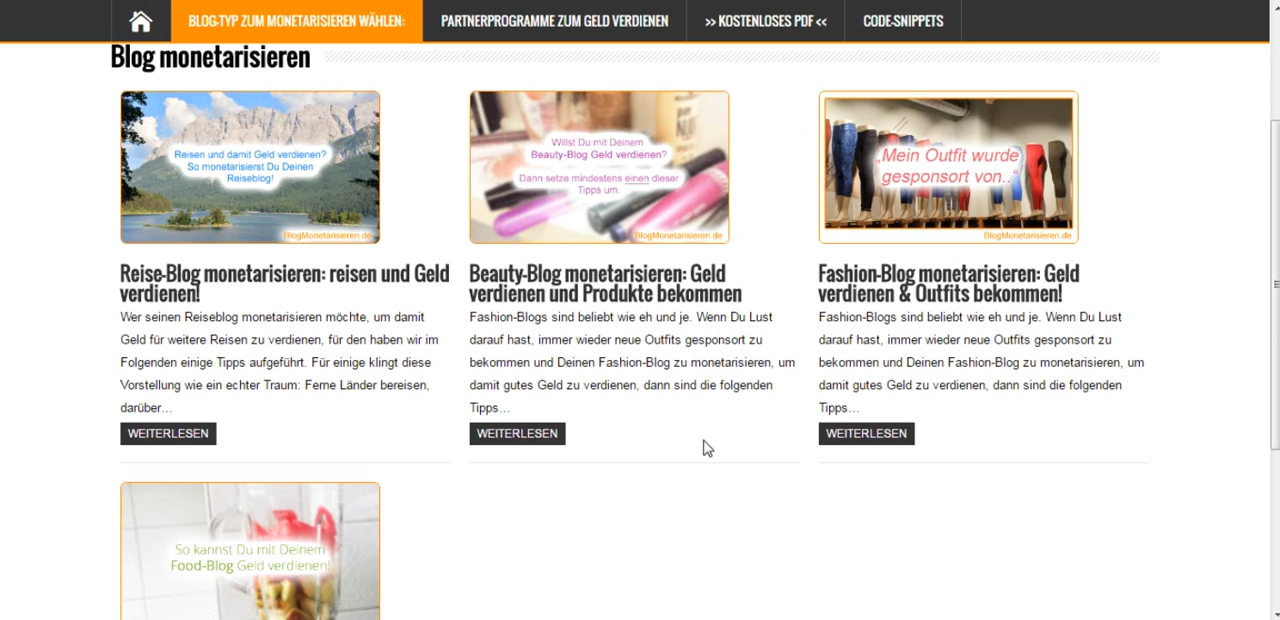 BLOG-TYP ZUM MONETARISIEREN WÄHLEN:
PARTNERPROGRAMME ZUM GELD VERDIENEN
>> KOSTENLOSES PDF <<
CODE-SNIPPETS
Blog monetarisieren
Reisen und damit Geld verdienen?
So monetarisierst Du Deinen
Reiseblog!
BlogMonetarisieren.de
Reise-Blog monetarisieren: reisen und Geld
verdienen!
Wer seinen Reiseblog monetarisieren möchte, um damit
Geld für weitere Reisen zu verdienen, für den haben wir im
Folgenden einige Tipps aufgeführt. Für einige klingt diese
Vorstellung wie ein echter Traum: Ferne Länder bereisen,
darüber...
WEITERLESEN
Willst Du mit Deinem
Beauty-Blog Geld verdienen?
Dann setze mindestens einen dieser
Tipps um.
BlogMonetarisieren.de
Beauty-Blog monetarisieren: Geld
verdienen und Produkte bekommen
Fashion-Blogs sind beliebt wie eh und je. Wenn Du Lust
darauf hast, immer wieder neue Outfits gesponsort zu
bekommen und Deinen Fashion-Blog zu monetarisieren, um
damit gutes Geld zu verdienen, dann sind die folgenden
Tipps...
WEITERLESEN
„Mein Outfit wurde
gesponsort von.."
BlogMonetarisieren.de
Fashion-Blog monetarisieren: Geld
verdienen & Outfits bekommen!
Fashion-Blogs sind beliebt wie eh und je. Wenn Du Lust
darauf hast, immer wieder neue Outfits gesponsort zu
bekommen und Deinen Fashion-Blog zu monetarisieren, um
damit gutes Geld zu verdienen, dann sind die folgenden
Tipps...
WEITERLESEN
So kannst Du mit Deinem
Food-Blog Geld verdienen!